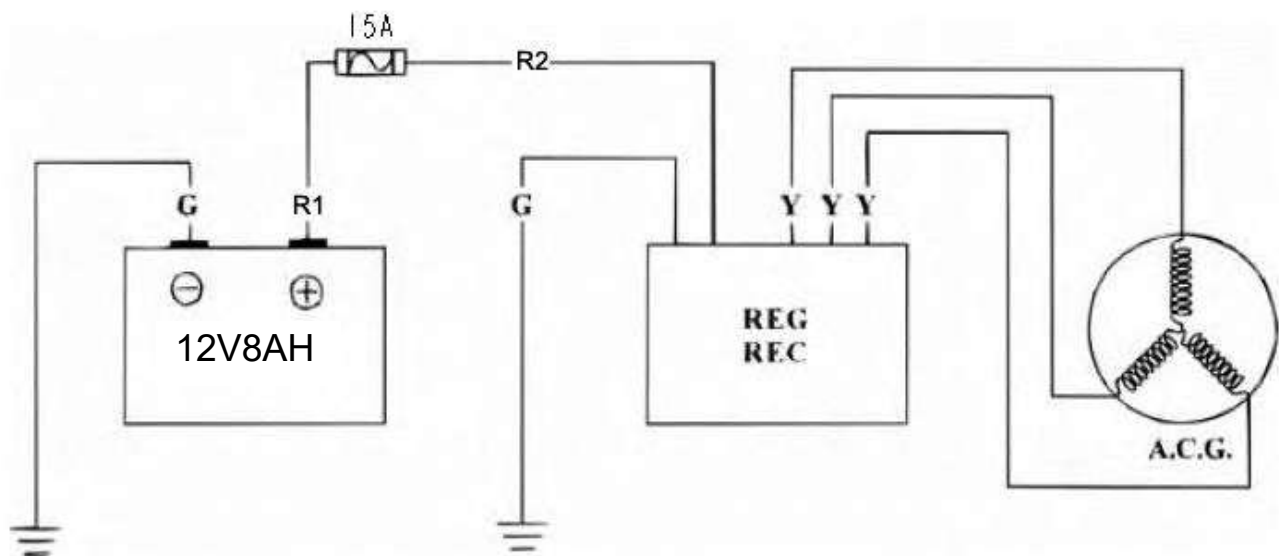 15A
R2
G
R1
G
Y Y Y
⊖ ⊕
12V8AH
REG
REC
A.C.G.